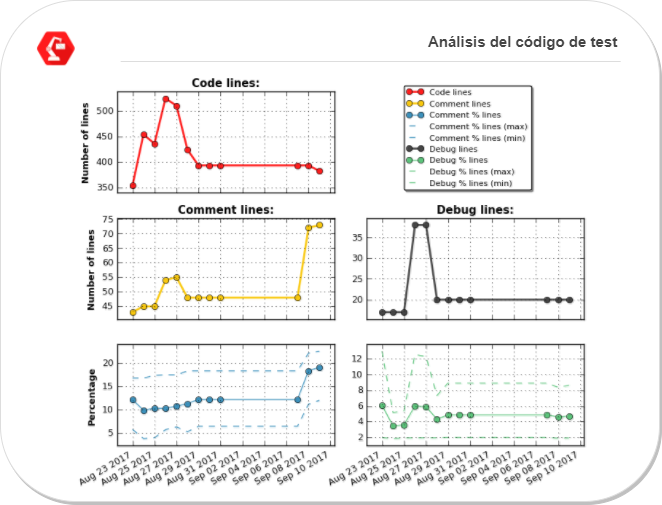 Análisis del código de test
Code lines:
Number of lines
500
450
400
350
Code lines
Comment lines
Comment % lines
Comment % lines (max)
Comment % lines (min)
Debug lines
Debug % lines
Debug % lines (max)
Debug % lines (min)
Comment lines:
Number of lines
75
70
65
60
55
50
45
Debug lines:
35
30
25
20
Percentage
20
15
10
5
Aug 23 2017
Aug 25 2017
Aug 27 2017
Aug 29 2017
Aug 31 2017
Sep 02 2017
Sep 04 2017
Sep 06 2017
Sep 08 2017
Sep 10 2017
12
10
8
6
4
2
Aug 23 2017
Aug 25 2017
Aug 27 2017
Aug 29 2017
Aug 31 2017
Sep 02 2017
Sep 04 2017
Sep 06 2017
Sep 08 2017
Sep 10 2017